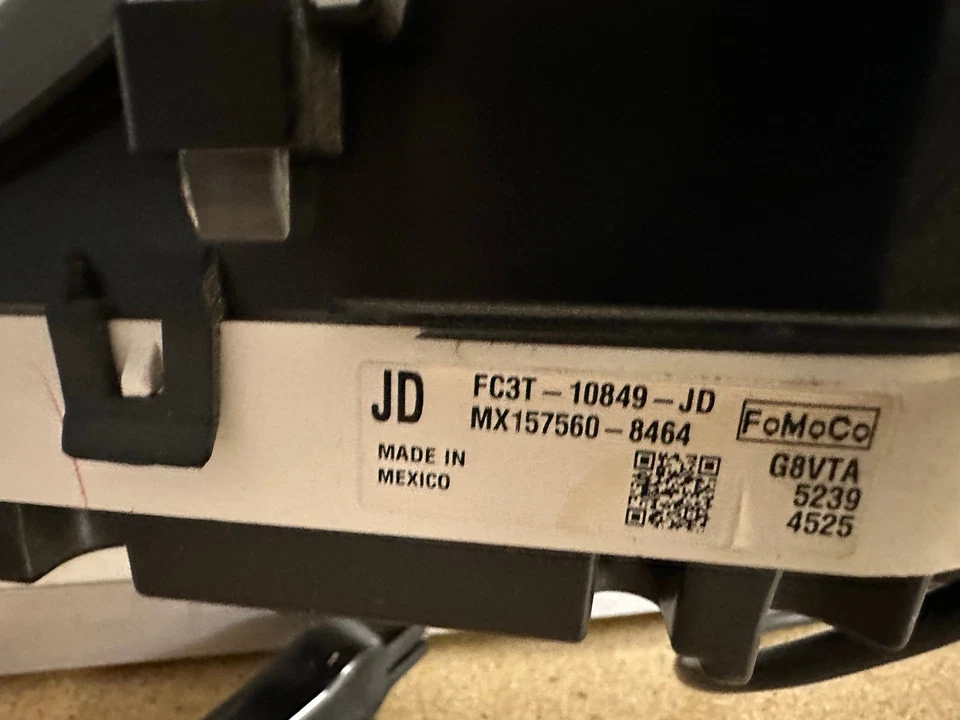 JD
FC3T-10849-JD
MX157560-8464
FoMoCo
MADE IN
MEXICO
G8VTA
5239
4525